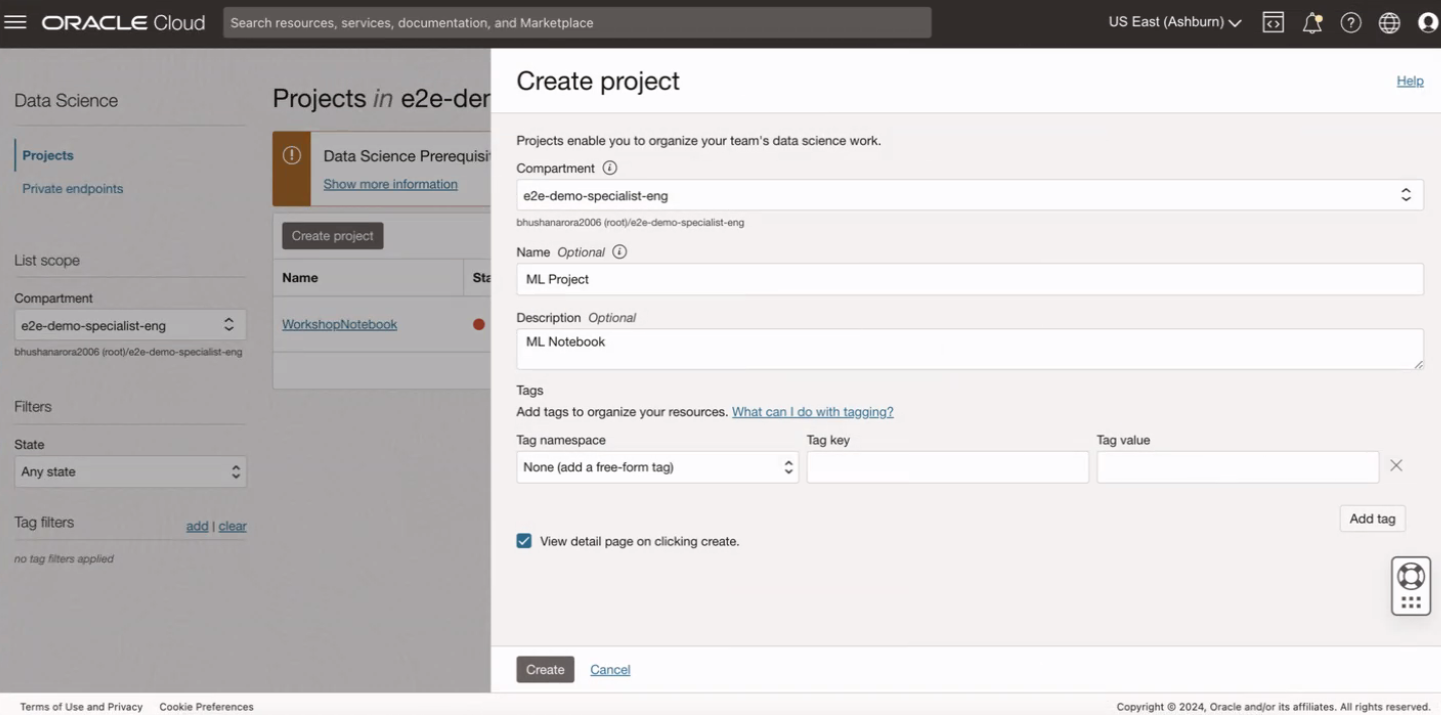 ORACLE Cloud
Search resources, services, documentation, and Marketplace
US East (Ashburn)
Data Science
Projects
Private endpoints
List scope
Compartment
e2e-demo-specialist-eng
bhushanarora2006 (root)/e2e-demo-specialist-eng
Filters
State
Any state
Tag filters
add | clear
no tag filters applied
Projects in e2e-der
Data Science Prerequisit
Show more information
Create project
Name Sta
WorkshopNotebook
Create project
Help
Projects enable you to organize your team's data science work.
Compartment
e2e-demo-specialist-eng
bhushanarora2006 (root)/e2e-demo-specialist-eng
Name Optional
ML Project
Description Optional
ML Notebook
Tags
Add tags to organize your resources. What can I do with tagging?
Tag namespace Tag key Tag value
None (add a free-form tag)
Add tag
View detail page on clicking create.
Create Cancel
Terms of Use and Privacy Cookie Preferences
Copyright © 2024, Oracle and/or its affiliates. All rights reserved.